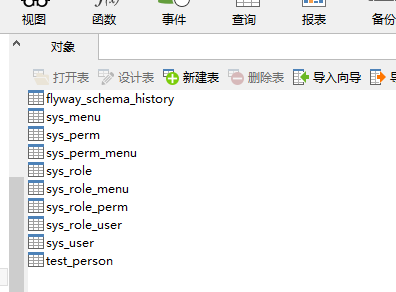 视图 函数 事件 查询 报表 备份
对象
打开表 设计表 新建表 删除表 导入向导
flyway_schema_history
sys_menu
sys_perm
sys_perm_menu
sys_role
sys_role_menu
sys_role_perm
sys_role_user
sys_user
test_person